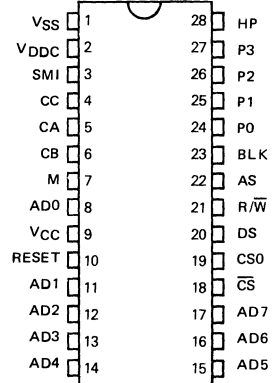 VSS 1 28 HP
VDDC 2 27 P3
SMI 3 26 P2
CC 4 25 P1
CA 5 24 P0
CB 6 23 BLK
M 7 22 AS
AD0 8 21 R/W̅
VCC 9 20 DS
RESET 10 19 CS0
AD1 11 18 C̅S̅
AD2 12 17 AD7
AD3 13 16 AD6
AD4 14 15 AD5